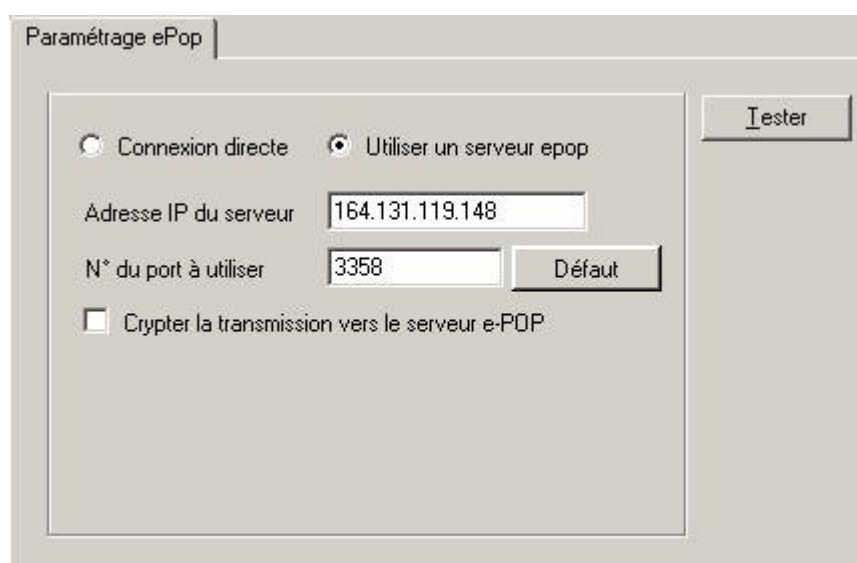 Paramétrage ePop
Tester
Connexion directe
Utiliser un serveur epop
Adresse IP du serveur
164.131.119.148
N° du port à utiliser
3358
Défaut
Crypter la transmission vers le serveur e-POP